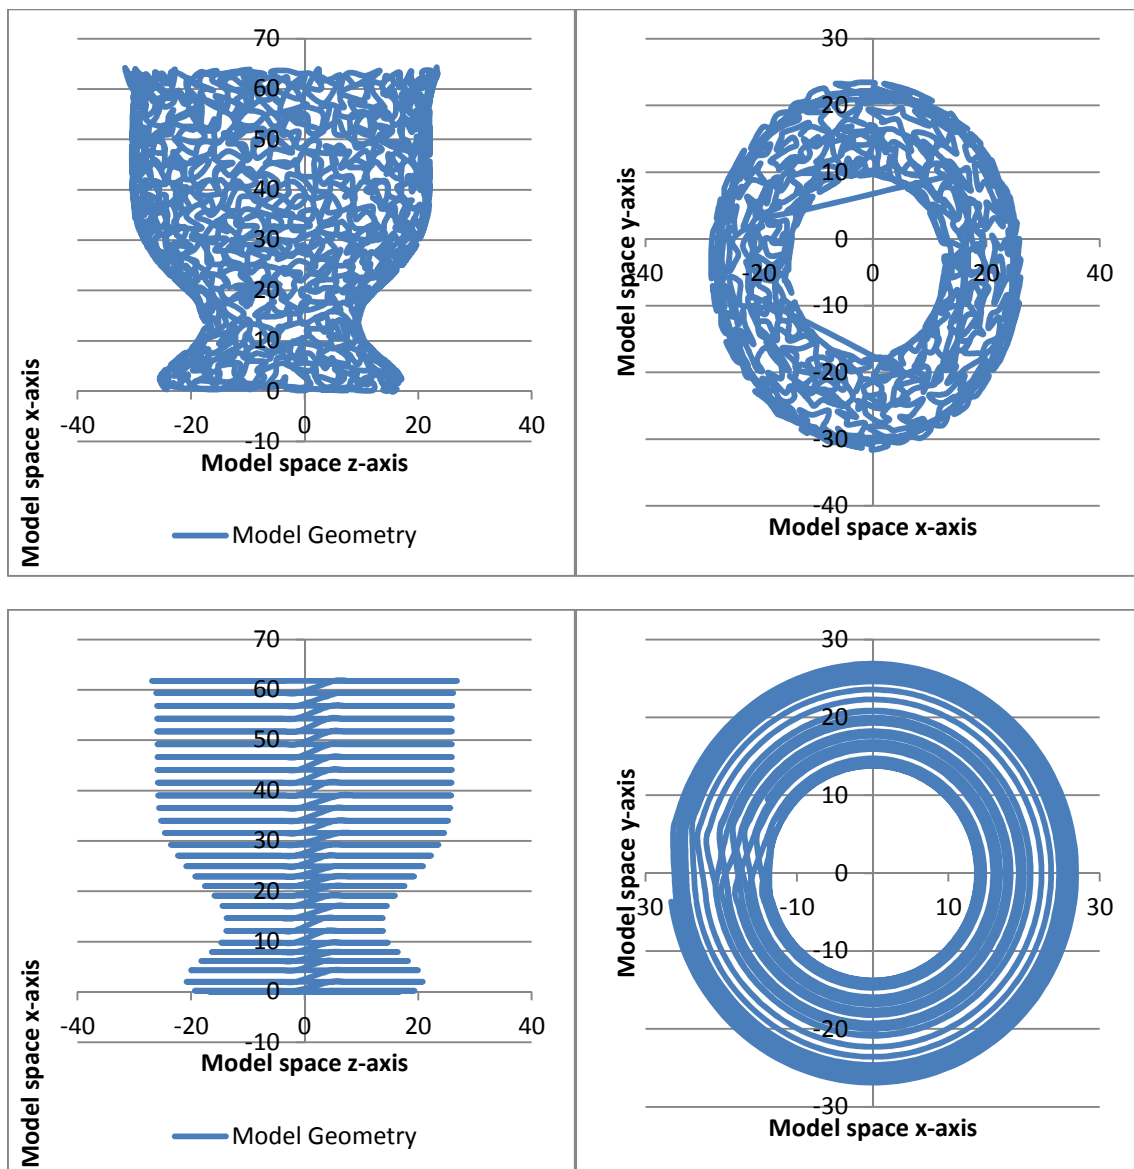 70
60
50
40
30
20
10
0
-40 -20 0 20 40
-10
Model space z-axis
Model space x-axis
Model Geometry
30
20
10
0
40 -20 0 20 40
-10
-20
-30
-40
Model space y-axis
Model space x-axis
70
60
50
40
30
20
10
0
-40 -20 0 20 40
-10
Model space z-axis
Model space x-axis
Model Geometry
30
20
10
0
30 -10 10 30
-10
-20
-30
Model space y-axis
Model space x-axis